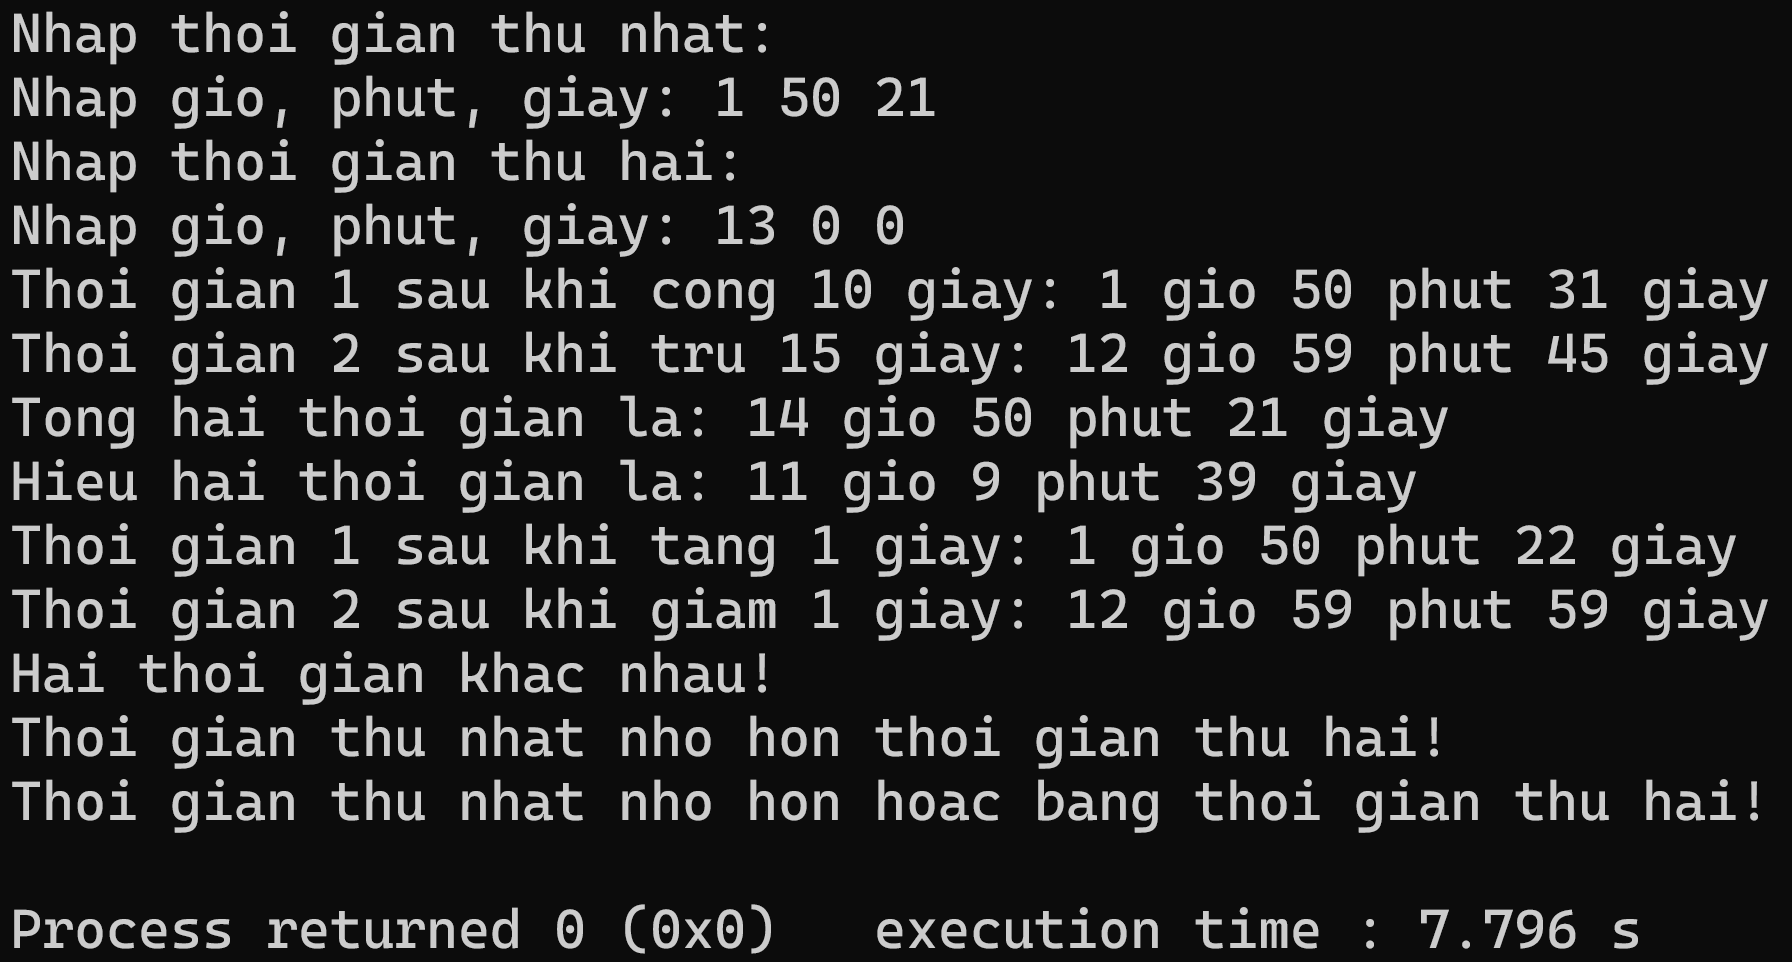 Nhap thoi gian thu nhat:
Nhap gio, phut, giay: 1 50 21
Nhap thoi gian thu hai:
Nhap gio, phut, giay: 13 0 0
Thoi gian 1 sau khi cong 10 giay: 1 gio 50 phut 31 giay
Thoi gian 2 sau khi tru 15 giay: 12 gio 59 phut 45 giay
Tong hai thoi gian la: 14 gio 50 phut 21 giay
Hieu hai thoi gian la: 11 gio 9 phut 39 giay
Thoi gian 1 sau khi tang 1 giay: 1 gio 50 phut 22 giay
Thoi gian 2 sau khi giam 1 giay: 12 gio 59 phut 59 giay
Hai thoi gian khac nhau!
Thoi gian thu nhat nho hon thoi gian thu hai!
Thoi gian thu nhat nho hon hoac bang thoi gian thu hai!
Process returned 0 (0x0)   execution time : 7.796 s